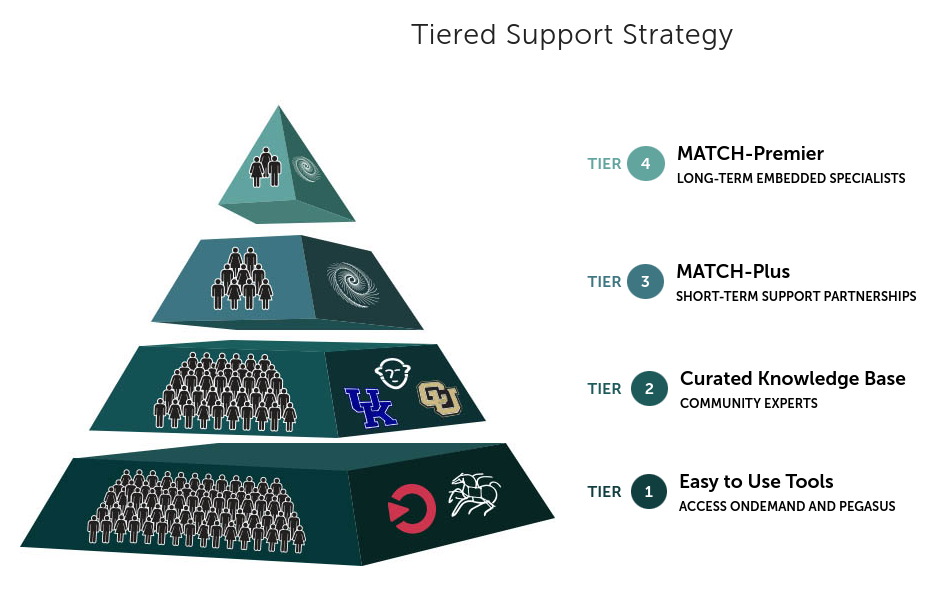 Tiered Support Strategy
TIER 4 MATCH-Premier
LONG-TERM EMBEDDED SPECIALISTS
TIER 3 MATCH-Plus
SHORT-TERM SUPPORT PARTNERSHIPS
TIER 2 Curated Knowledge Base
COMMUNITY EXPERTS
UK
CU
TIER 1 Easy to Use Tools
ACCESS ONDEMAND AND PEGASUS